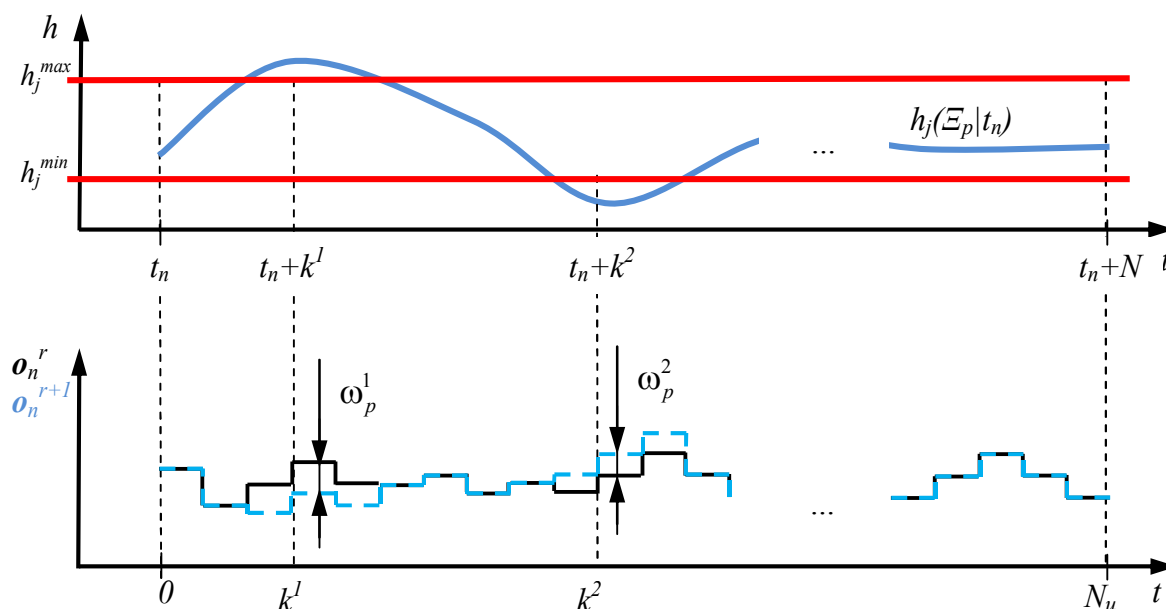 h
h_j^max
h_j(Ξ_p|t_n)
...
h_j^min
t_n t_n+k^1 t_n+k^2 t_n+N t
o_n^r
o_n^{r+1}
ω_p^1 ω_p^2
...
0 k^1 k^2 N_u t